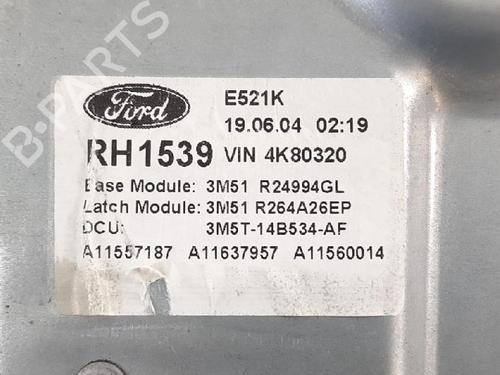 B-PARTS
Ford
E521K
19.06.04 02:19
RH1539 VIN 4K80320
Base Module: 3M51 R24994GL
Latch Module: 3M51 R264A26EP
DCU: 3M5T-14B534-AF
A11557187 A11637957 A11560014